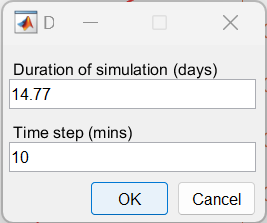 D
Duration of simulation (days)
14.77
Time step (mins)
10
OK
Cancel